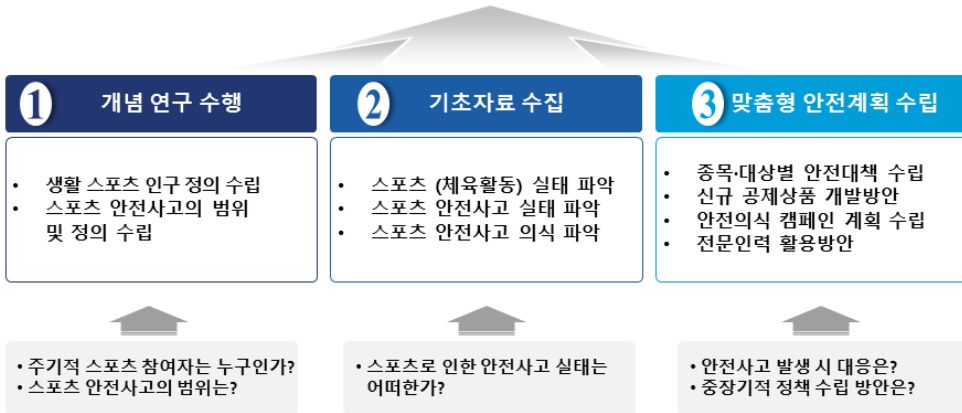 1 개념 연구 수행
• 생활 스포츠 인구 정의 수립
• 스포츠 안전사고의 범위
및 정의 수립
• 주기적 스포츠 참여자는 누구인가?
• 스포츠 안전사고의 범위는?
2 기초자료 수집
• 스포츠 (체육활동) 실태 파악
• 스포츠 안전사고 실태 파악
• 스포츠 안전사고 의식 파악
• 스포츠로 인한 안전사고 실태는
어떠한가?
3 맞춤형 안전계획 수립
• 종목·대상별 안전대책 수립
• 신규 공제상품 개발방안
• 안전의식 캠페인 계획 수립
• 전문인력 활용방안
• 안전사고 발생 시 대응은?
• 중장기적 정책 수립 방안은?